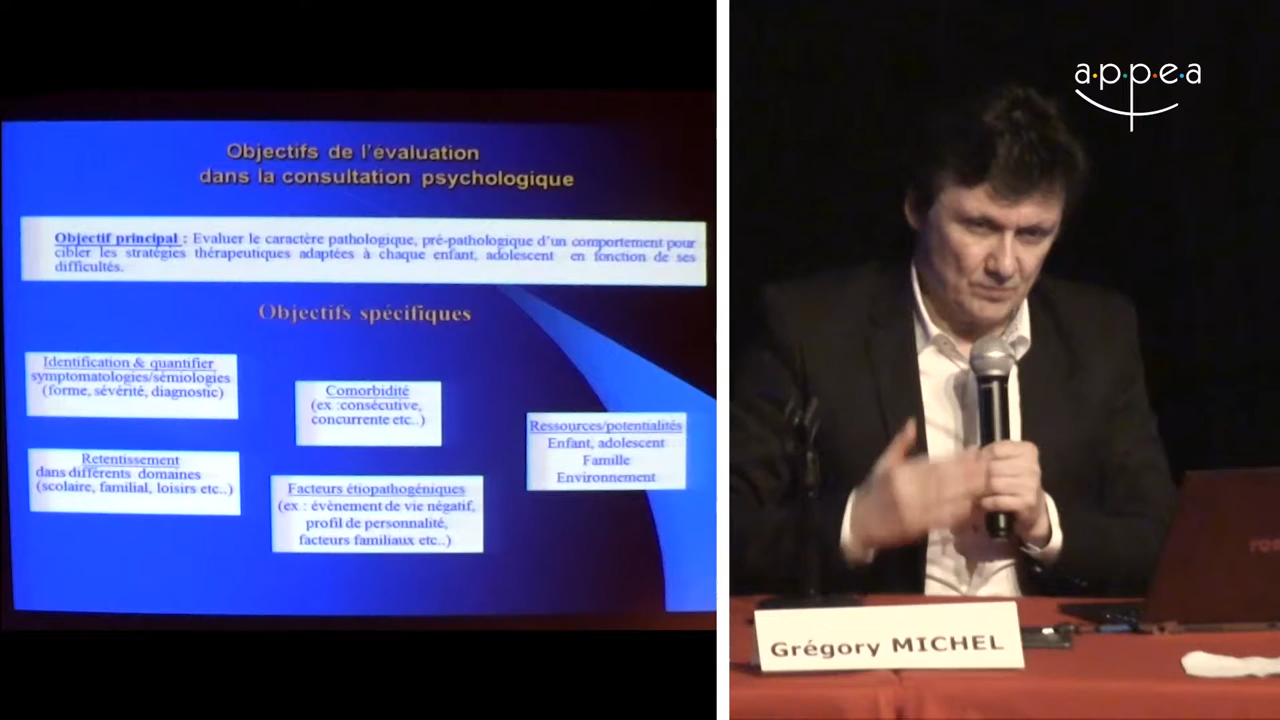 Objectifs de l'évaluation
dans la consultation psychologique
Objectif principal : Evaluer le caractère pathologique, pré-pathologique d'un comportement pour
cibler les stratégies thérapeutiques adaptées à chaque enfant, adolescent en fonction de ses
difficultés.
Objectifs spécifiques
Identification & quantifier
symptomatologies/sémiologies
(forme, sévérité, diagnostic)
Retentissement
dans différents domaines
(scolaire, familial, loisirs etc..)
Comorbidité
(ex :consécutive,
concurrente etc..)
Facteurs étiopathogéniques
(ex : évènement de vie négatif,
profil de personnalité,
facteurs familiaux etc..)
Ressources/potentialités
Enfant, adolescent
Famille
Environnement
a·p·p·e·a
Grégory MICHEL